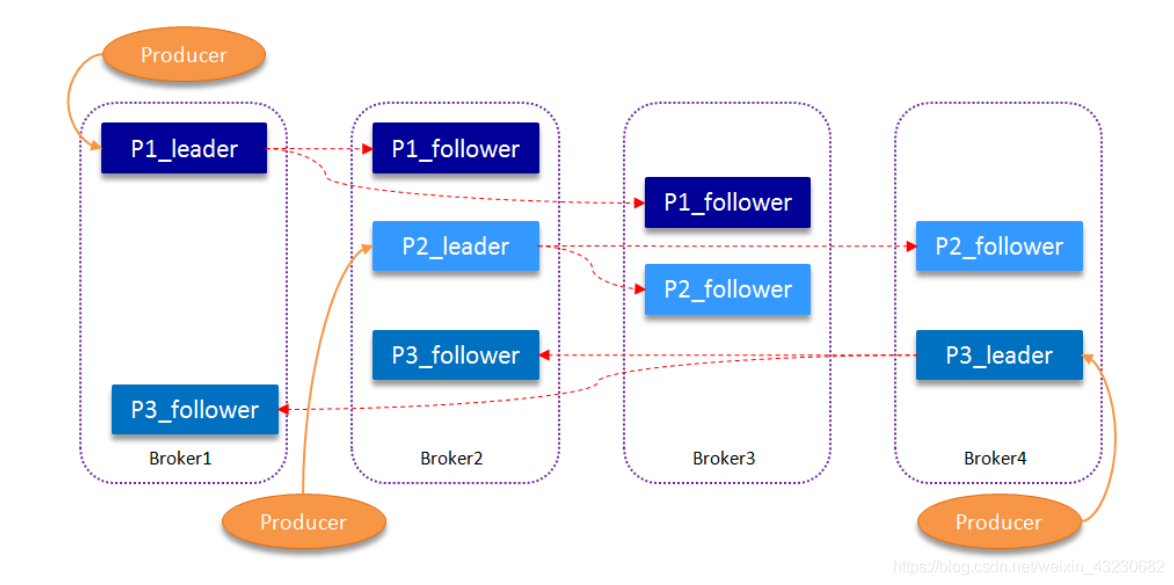 Producer
P1_leader
P1_follower
P1_follower
P2_leader
P2_follower
P2_follower
P3_follower
P3_leader
P3_follower
Broker1
Broker2
Broker3
Broker4
Producer
Producer
https://blog.csdn.net/weixin_43230682